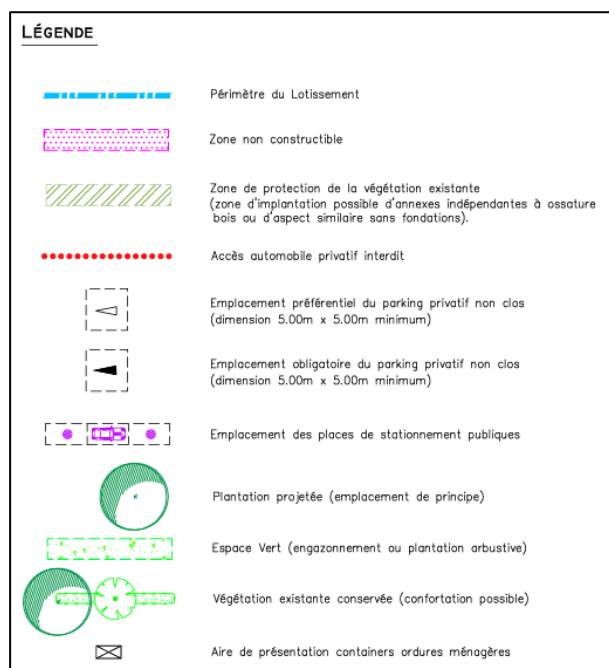 LÉGENDE
Périmètre du Lotissement
Zone non constructible
Zone de protection de la végétation existante
(zone d'implantation possible d'annexes indépendantes à ossature
bois ou d'aspect similaire sans fondations).
Accès automobile privatif interdit
Emplacement préférentiel du parking privatif non clos
(dimension 5.00m x 5.00m minimum)
Emplacement obligatoire du parking privatif non clos
(dimension 5.00m x 5.00m minimum)
Emplacement des places de stationnement publiques
Plantation projetée (emplacement de principe)
Espace Vert (engazonnement ou plantation arbustive)
Végétation existante conservée (confortation possible)
Aire de présentation containers ordures ménagères